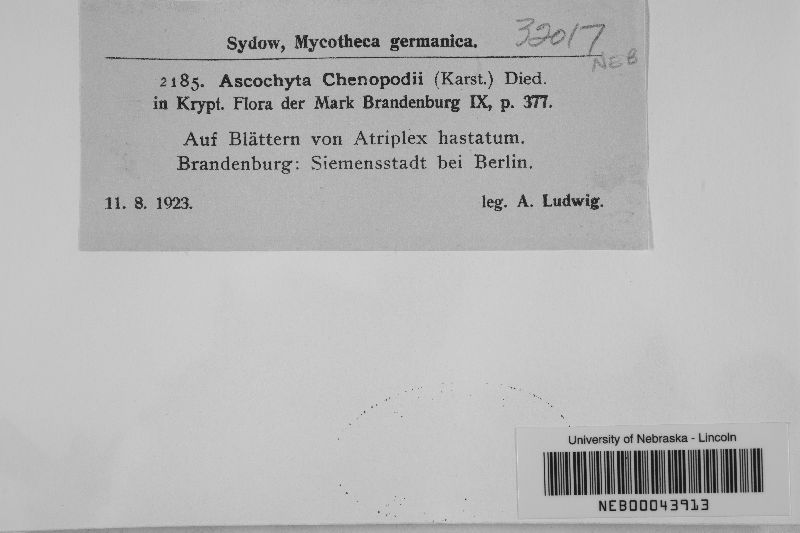 Sydow, Mycotheca germanica. 32017
NEB
2185. Ascochyta Chenopodii (Karst.) Died.
in Krypt. Flora der Mark Brandenburg IX, p. 377.
Auf Blättern von Atriplex hastatum.
Brandenburg: Siemensstadt bei Berlin.
11. 8. 1923. leg. A. Ludwig.
University of Nebraska - Lincoln
NEB00043913